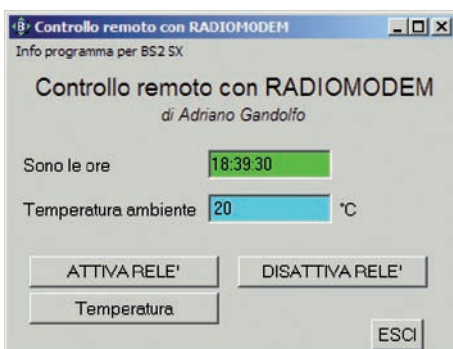 Controllo remoto con RADIOMODEM
Info programma per BS2 SX
Controllo remoto con RADIOMODEM
di Adriano Gandolfo
Sono le ore 18:39:30
Temperatura ambiente 20 °C
ATTIVA RELE' DISATTIVA RELE'
Temperatura
ESCI